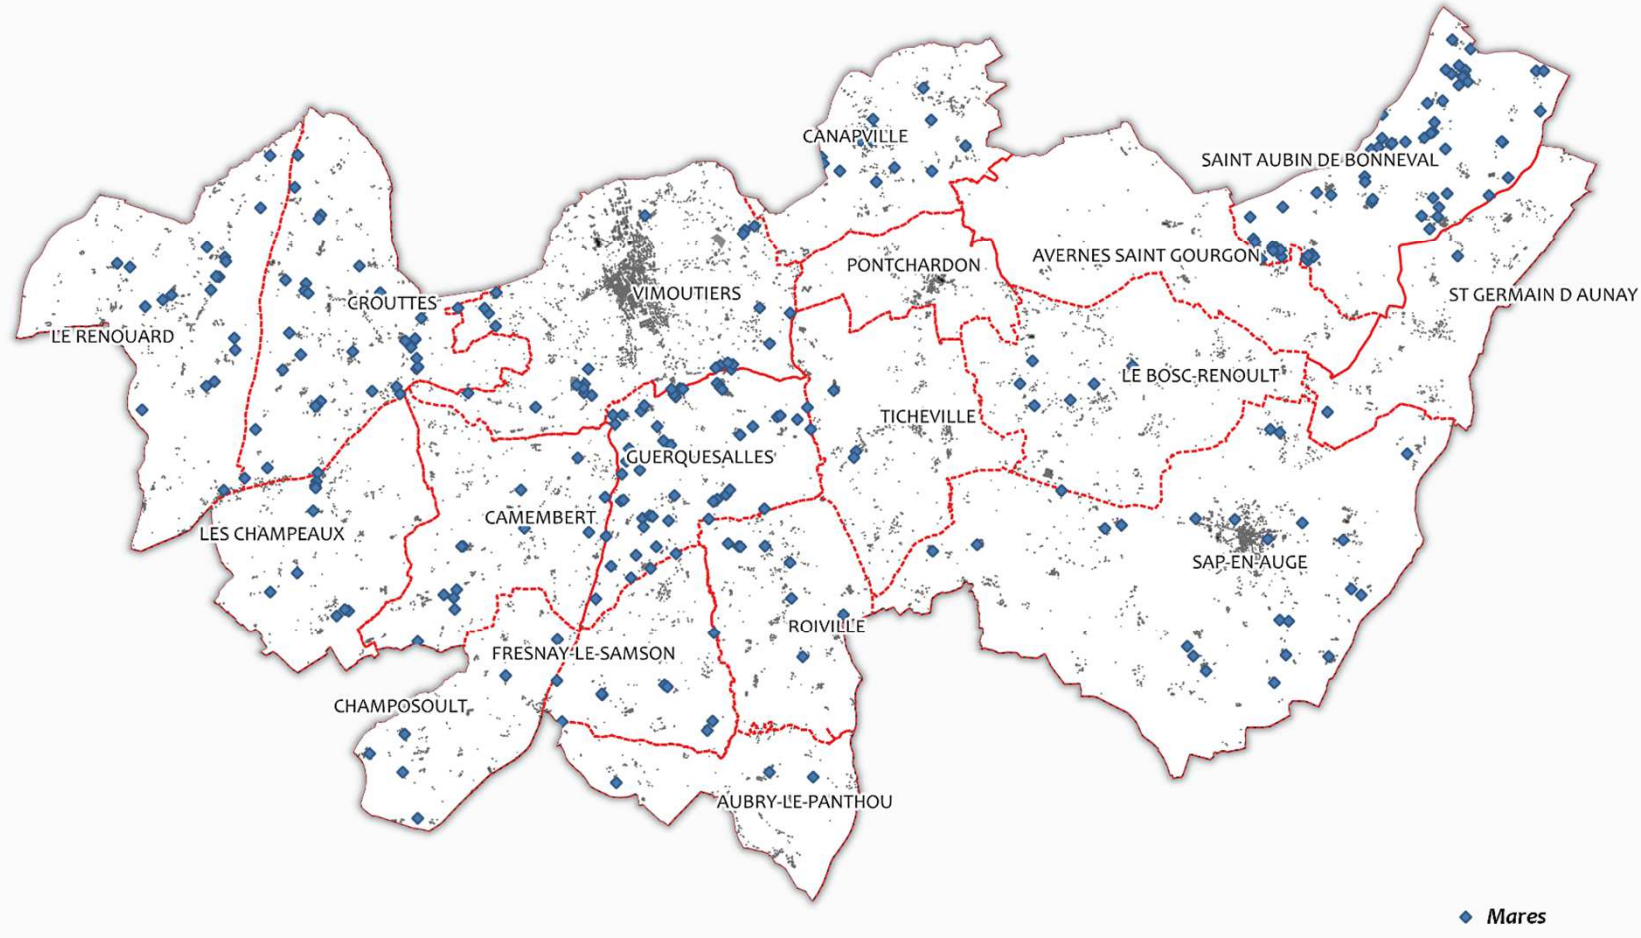 CANAPVILLE
SAINT AUBIN DE BONNEVAL
AVERNES SAINT GOURGON
PONTCHARDON
VIMOUTIERS
ST GERMAIN D AUNAY
CROUTTES
LE RENOUARD
LE BOSC-RENOULT
TICHEVILLE
GUERQUESALLES
CAMEMBERT
LES CHAMPEAUX
SAP-EN-AUGE
ROIVILLE
FRESNAY-LE-SAMSON
CHAMPOSOULT
AUBRY-LE-PANTHOU
Mares